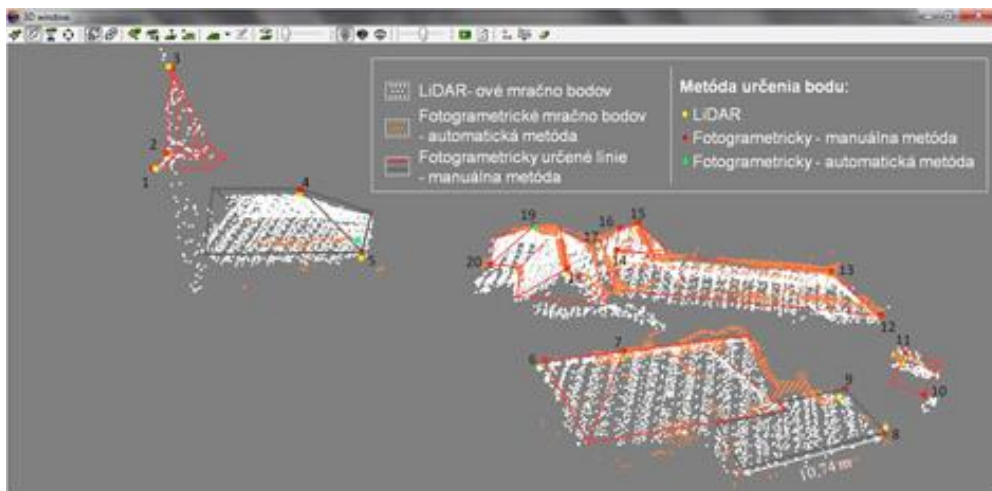 3D window
LiDAR- ové mračno bodov
Fotogrametrické mračno bodov
- automatická metóda
Fotogrametricky určené línie
- manuálna metóda
Metóda určenia bodu:
LiDAR
Fotogrametricky - manuálna metóda
Fotogrametricky - automatická metóda
3
2
1
4
5
19
20
17
16
15
14
13
12
11
10
6
7
9
8
10,74 m